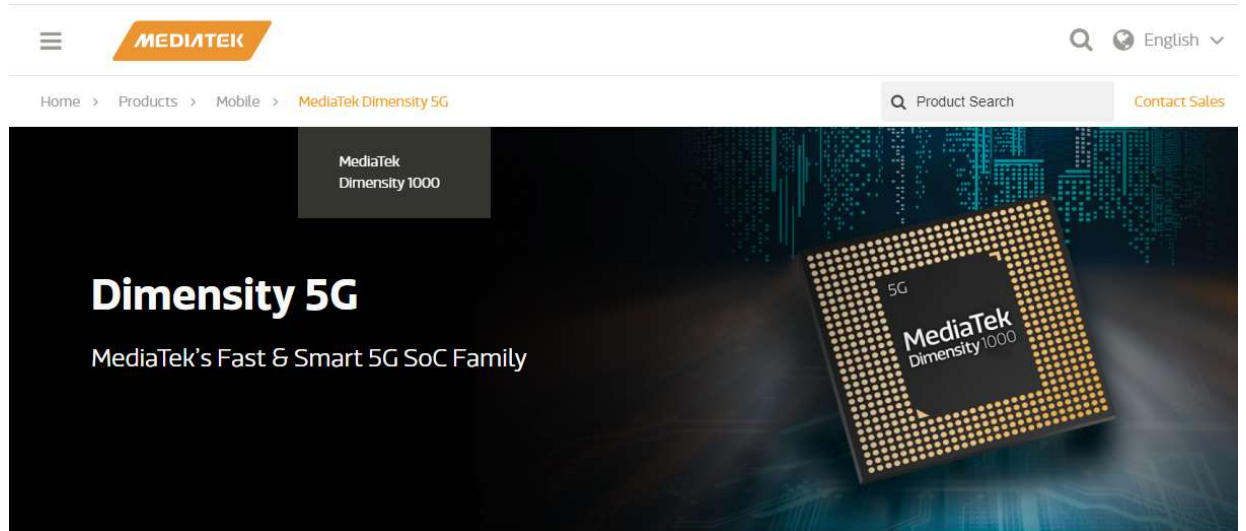 MEDIATEK
English
Home > Products > Mobile > MediaTek Dimensity 5G
Product Search
Contact Sales
MediaTek
Dimensity 1000
Dimensity 5G
MediaTek's Fast & Smart 5G SoC Family
5G
MediaTek
Dimensity 1000